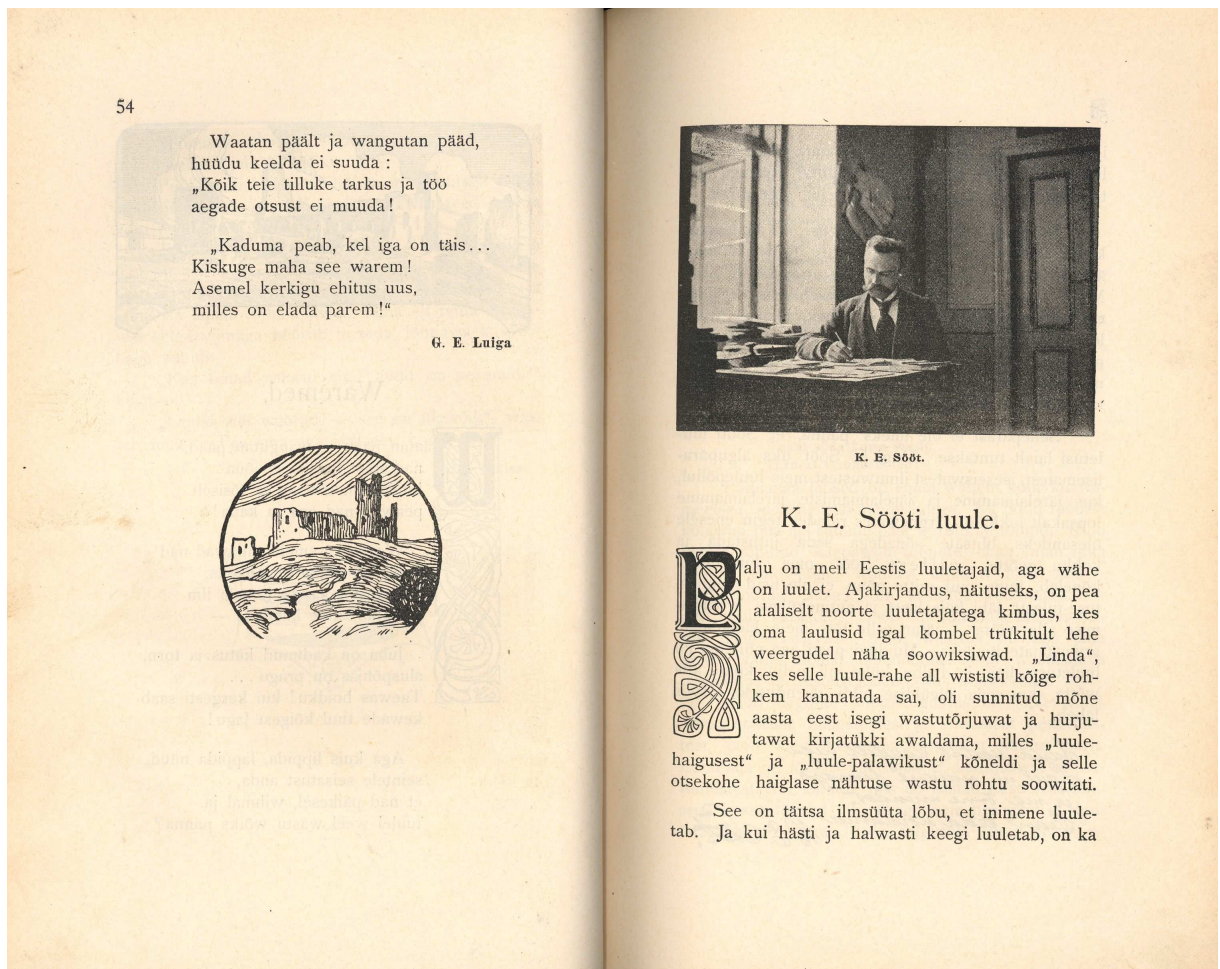 54
Waatan päält ja wangutan pääd,
hüüdu keelda ei suuda :
„Kõik teie tilluke tarkus ja töö
aegade otsust ei muuda!
„Kaduma peab, kel iga on täis...
Kiskuge maha see warem!
Asemel kerkigu ehitus uus,
milles on elada parem!“
G. E. Luiga
K. E. Sööt.
K. E. Sööti luule.
Palju on meil Eestis luuletajaid, aga wähe
on luulet. Ajakirjandus, näituseks, on pea
alaliselt noorte luuletajatega kimbus, kes
oma laulusid igal kombel trükitult lehe
weergudel näha soowiksiwad. „Linda“,
kes selle luule-rahe all wististi kõige roh-
kem kannatada sai, oli sunnitud mõne
aasta eest isegi wastutõrjuwat ja hurju-
tawat kirjatükki awaldama, milles „luule-
haigusest“ ja „luule-palawikust“ kõneldi ja selle
otsekohe haiglase nähtuse wastu rohtu soowitati.
See on täitsa ilmsüüta lõbu, et inimene luule-
tab. Ja kui hästi ja halwasti keegi luuletab, on ka